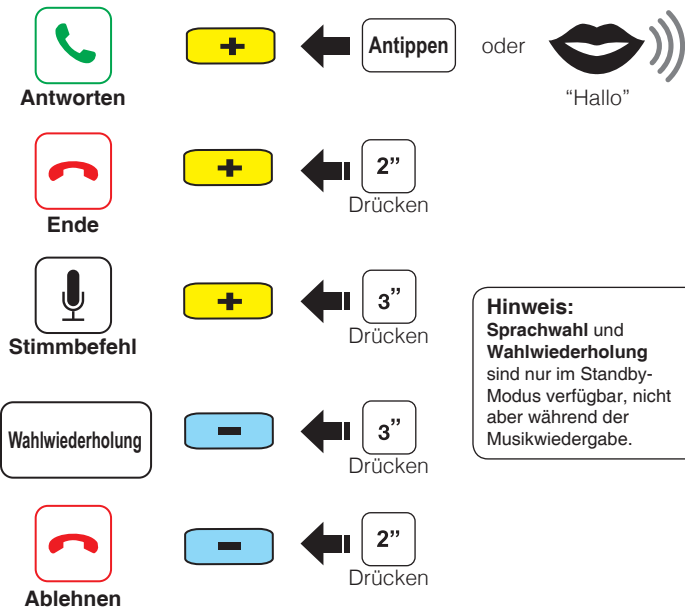 +
Antippen
oder
Antworten
“Hallo”
+
2”
Drücken
Ende
+
3”
Drücken
Stimmbefehl
Hinweis:
Sprachwahl und
Wahlwiederholung
sind nur im Standby-
Modus verfügbar, nicht
aber während der
Musikwiedergabe.
Wahlwiederholung
-
3”
Drücken
-
2”
Drücken
Ablehnen